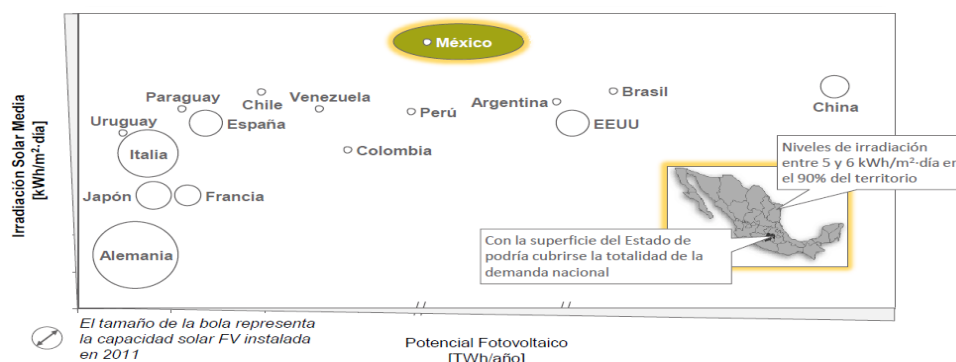 Irradiación Solar Media
[kWh/m²·día]
México
Paraguay
Chile
Venezuela
Perú
Argentina
Brasil
China
Uruguay
España
EEUU
Italia
Colombia
Japón
Francia
Alemania
Niveles de irradiación
entre 5 y 6 kWh/m²·día en
el 90% del territorio
Con la superficie del Estado de
podría cubrirse la totalidad de la
demanda nacional
El tamaño de la bola representa
la capacidad solar FV instalada
en 2011
Potencial Fotovoltaico
[TWh/año]